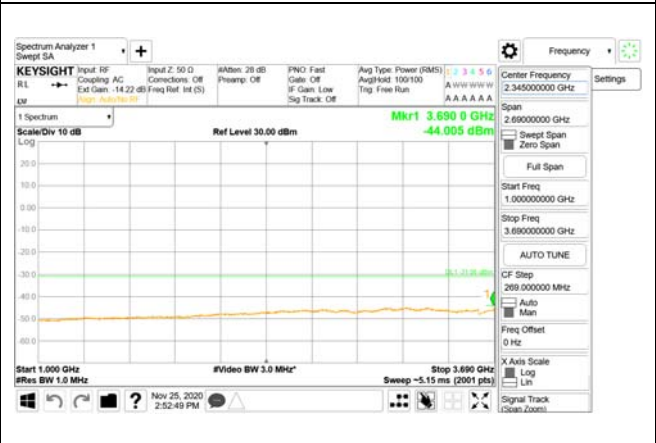 Spectrum Analyzer 1
Swept SA
+
Frequency
KEYSIGHT
RL
Input: RF
Coupling: AC
Ext Gain: -14.22 dB
Align: Auto/No RF
Input Z: 50 Ω
Corrections: Off
Freq Ref: Int (S)
#Atten: 28 dB
Preamp: Off
PNO: Fast
Gate: Off
IF Gain: Low
Sig Track: Off
Avg Type: Power (RMS)
Avg|Hold: 100/100
Trig: Free Run
1 2 3 4 5 6
A W W W W W
A A A A A A
1 Spectrum
Scale/Div 10 dB
Log
Ref Level 30.00 dBm
Mkr1 3.690 0 GHz
-44.005 dBm
20.0
10.0
0.00
-10.0
-20.0
-30.0
-40.0
-50.0
-60.0
1
Start 1.000 GHz
#Res BW 1.0 MHz
#Video BW 3.0 MHz*
Stop 3.690 GHz
Sweep ~5.15 ms (2001 pts)
Nov 25, 2020
2:52:49 PM
Settings
Center Frequency
2.345000000 GHz
Span
2.69000000 GHz
Swept Span
Zero Span
Full Span
Start Freq
1.000000000 GHz
Stop Freq
3.690000000 GHz
AUTO TUNE
CF Step
269.000000 MHz
Auto
Man
Freq Offset
0 Hz
X Axis Scale
Log
Lin
Signal Track
(Span Zoom)